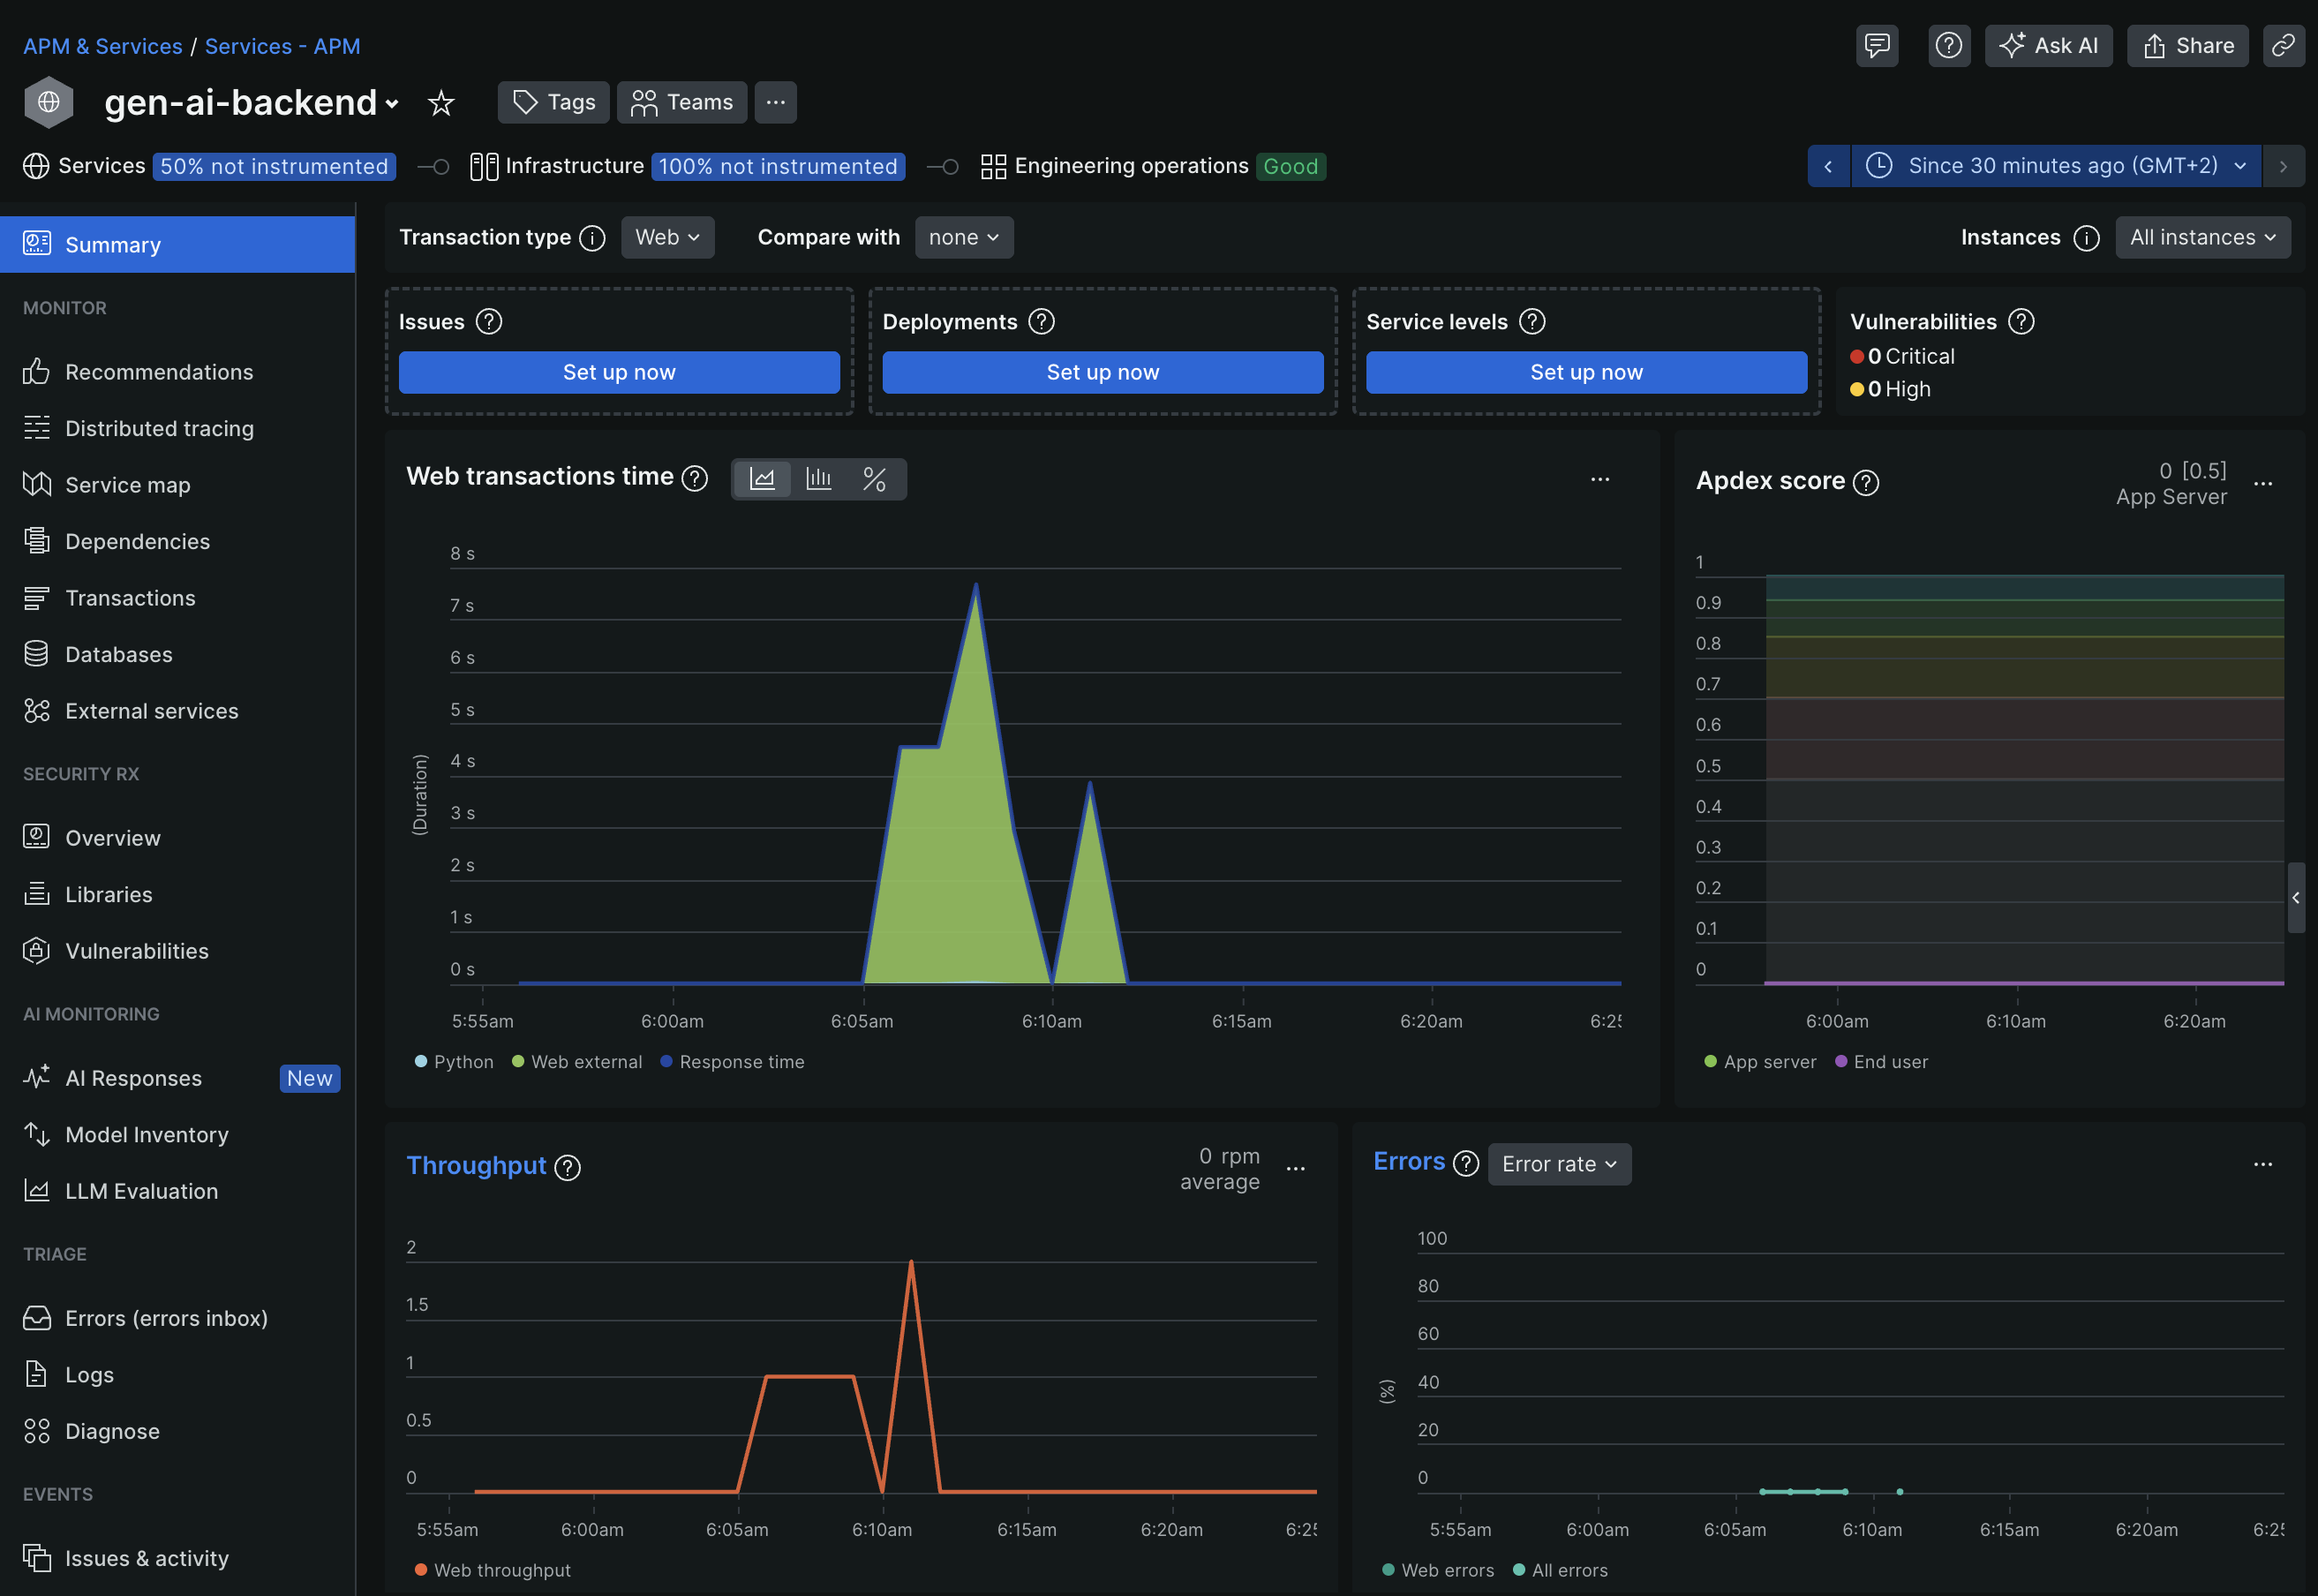 APM & Services / Services - APM
Ask AI
Share
gen-ai-backend
Tags
Teams
Services 50% not instrumented
Infrastructure 100% not instrumented
Engineering operations Good
Since 30 minutes ago (GMT+2)
Summary
MONITOR
Recommendations
Distributed tracing
Service map
Dependencies
Transactions
Databases
External services
SECURITY RX
Overview
Libraries
Vulnerabilities
AI MONITORING
AI Responses New
Model Inventory
LLM Evaluation
TRIAGE
Errors (errors inbox)
Logs
Diagnose
EVENTS
Issues & activity
Transaction type Web
Compare with none
Instances All instances
Issues
Set up now
Deployments
Set up now
Service levels
Set up now
Vulnerabilities
0 Critical
0 High
Web transactions time
%
(Duration)
8 s
7 s
6 s
5 s
4 s
3 s
2 s
1 s
0 s
5:55am 6:00am 6:05am 6:10am 6:15am 6:20am 6:25
Python Web external Response time
Apdex score
0 [0.5]
App Server
1
0.9
0.8
0.7
0.6
0.5
0.4
0.3
0.2
0.1
0
6:00am 6:10am 6:20am
App server End user
Throughput
0 rpm
average
2
1.5
1
0.5
0
5:55am 6:00am 6:05am 6:10am 6:15am 6:20am 6:25
Web throughput
Errors Error rate
(%)
100
80
60
40
20
0
5:55am 6:00am 6:05am 6:10am 6:15am 6:20am 6:25
Web errors All errors